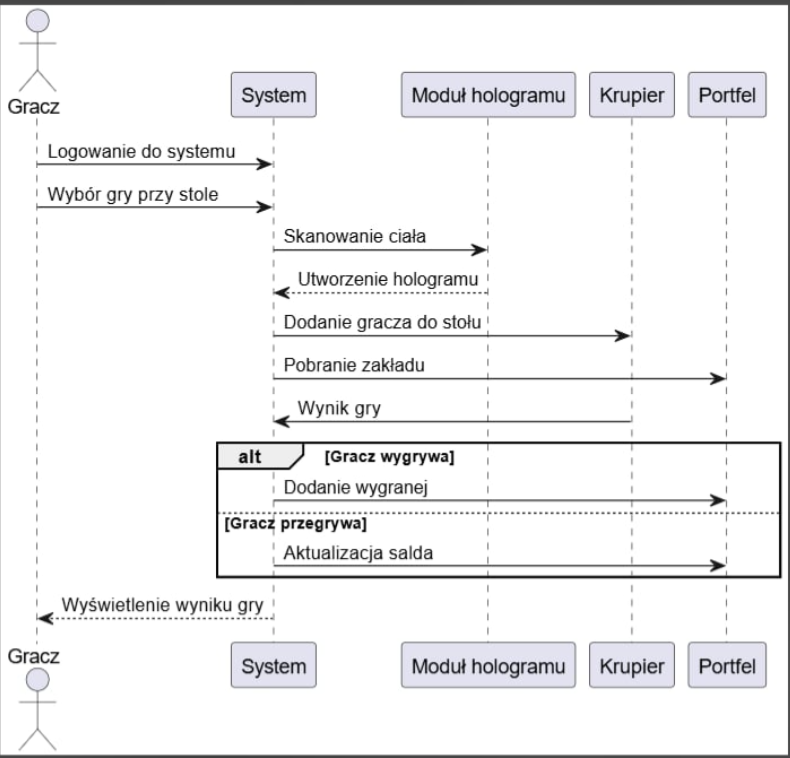 Gracz
System
Moduł hologramu
Krupier
Portfel
Logowanie do systemu
Wybór gry przy stole
Skanowanie ciała
Utworzenie hologramu
Dodanie gracza do stołu
Pobranie zakładu
Wynik gry
alt
[Gracz wygrywa]
Dodanie wygranej
[Gracz przegrywa]
Aktualizacja salda
Wyświetlenie wyniku gry
Gracz
System
Moduł hologramu
Krupier
Portfel